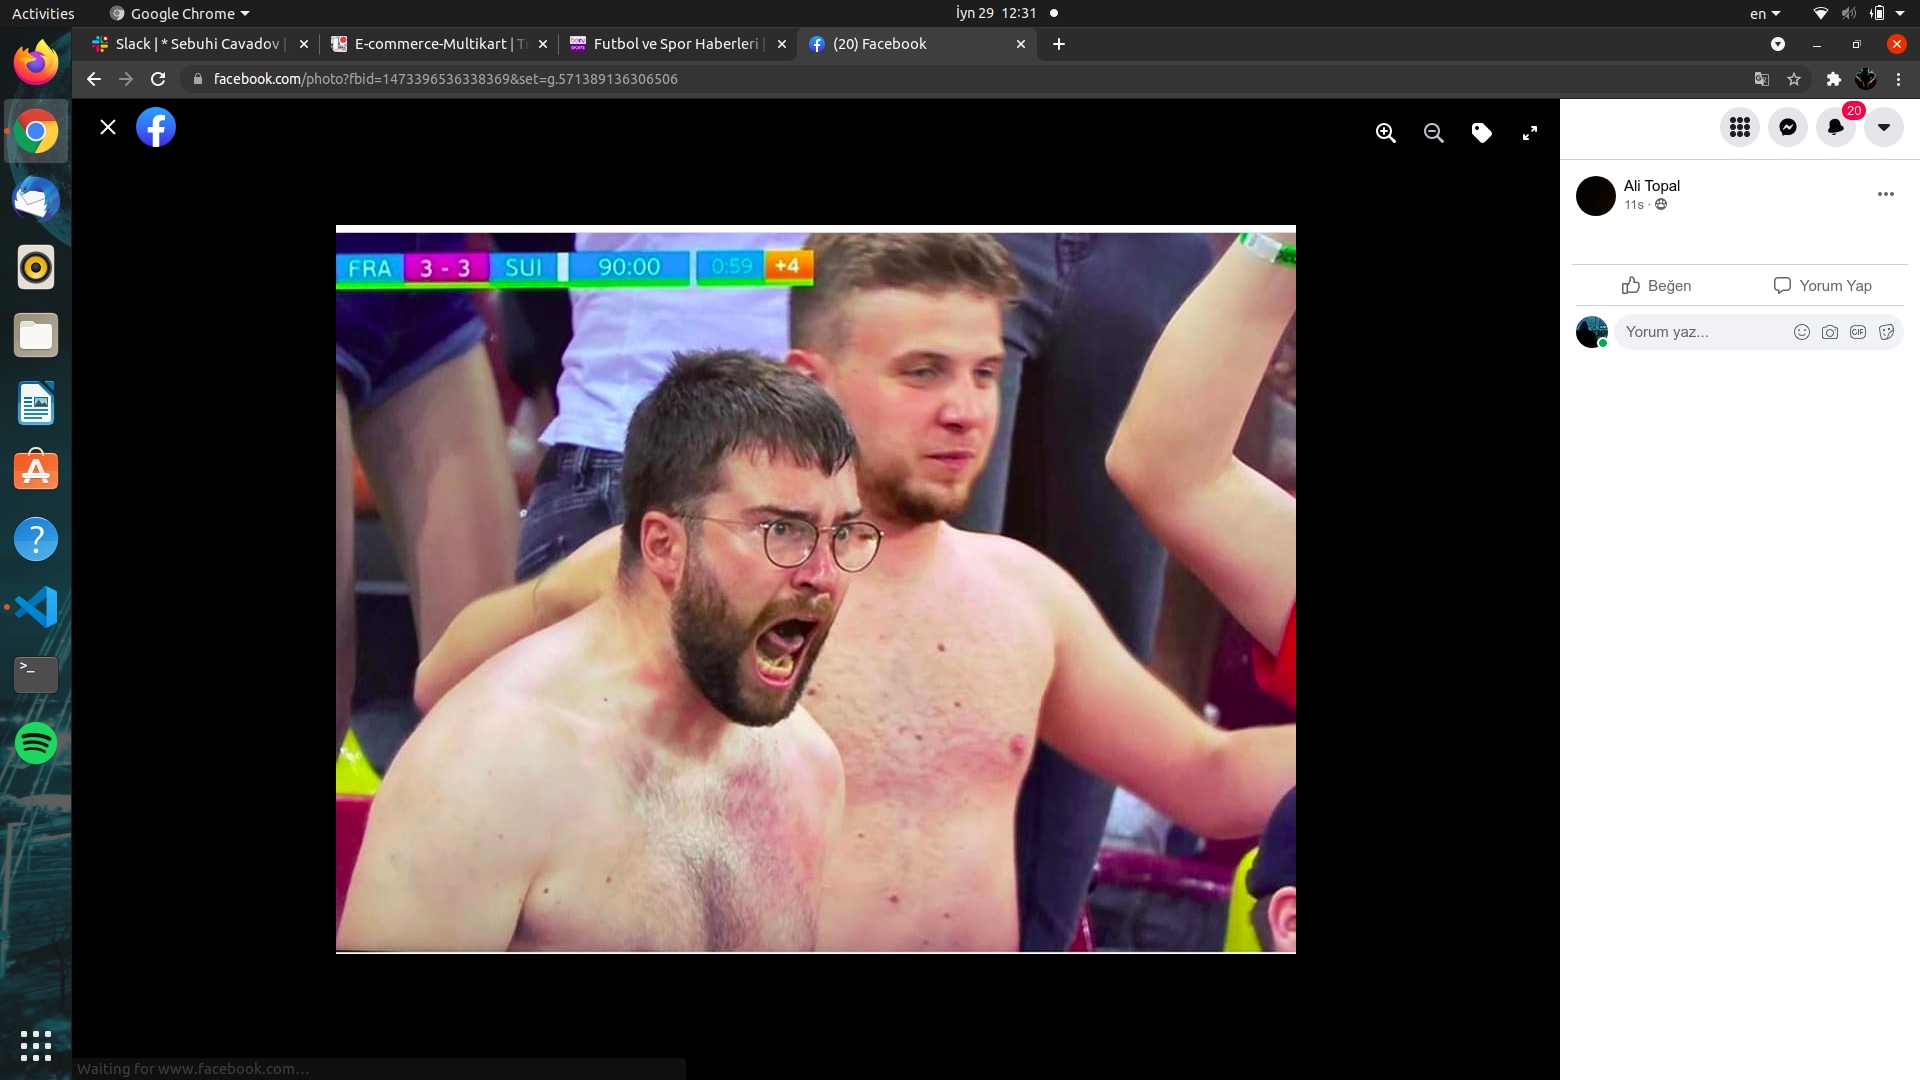 Activities
Google Chrome
İyn 29 12:31
en
Slack | * Sebuhi Cavadov |
E-commerce-Multikart | Tr
Futbol ve Spor Haberleri |
(20) Facebook
facebook.com/photo?fbid=1473396536338369&set=g.571389136306506
20
Ali Topal
11s ·
FRA 3 - 3 SUI 90:00 0:59 +4
Beğen
Yorum Yap
Yorum yaz...
GIF
Waiting for www.facebook.com…